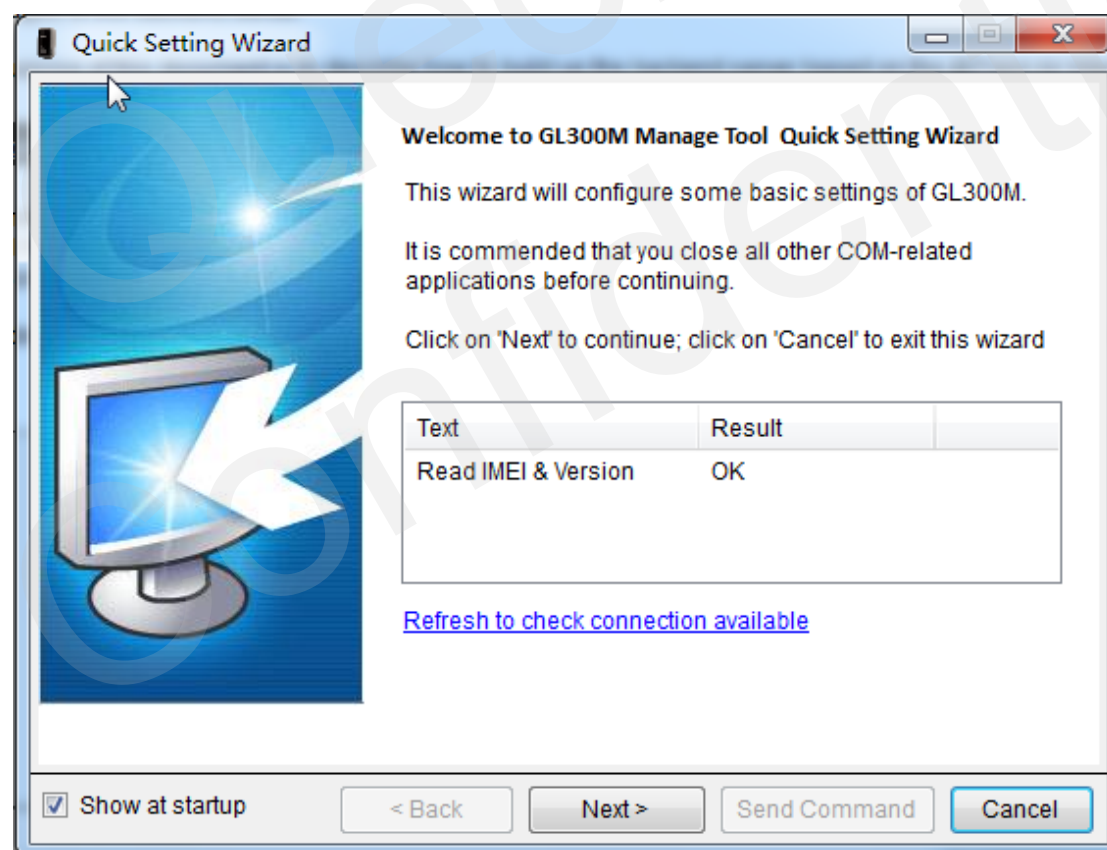 Quick Setting Wizard
Welcome to GL300M Manage Tool  Quick Setting Wizard
This wizard will configure some basic settings of GL300M.
It is commended that you close all other COM-related
applications before continuing.
Click on 'Next' to continue; click on 'Cancel' to exit this wizard
Text Result
Read IMEI & Version OK
Refresh to check connection available
Show at startup < Back Next > Send Command Cancel